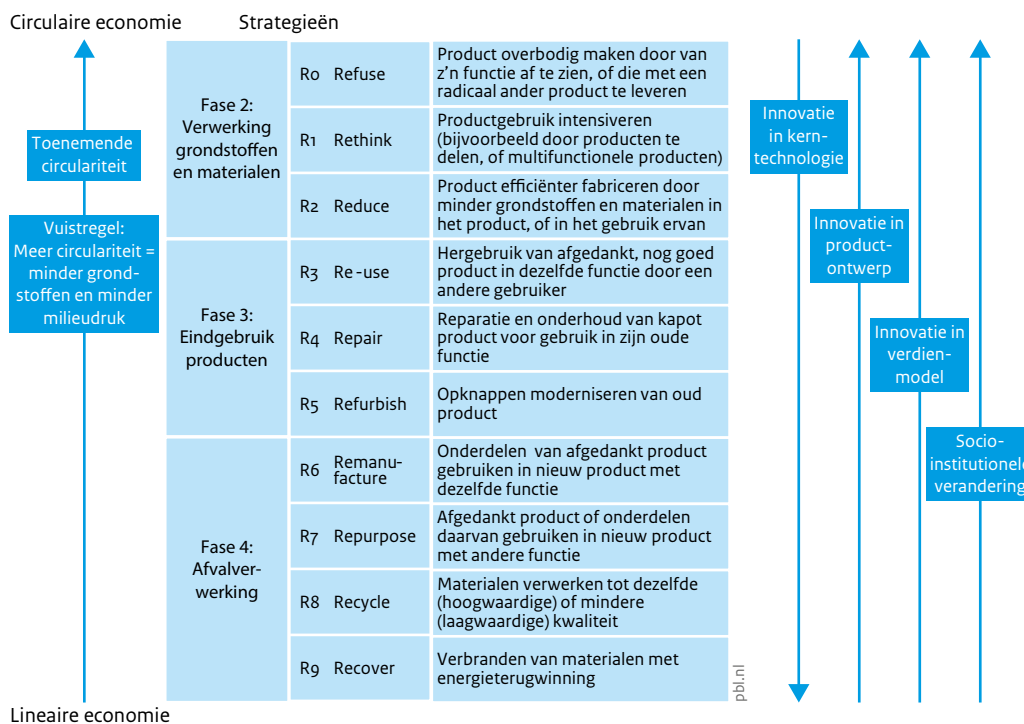 Circulaire economie
Strategieën
Toenemende
circulariteit
Vuistregel:
Meer circulariteit =
minder grond-
stoffen en minder
milieudruk
Fase 2:
Verwerking
grondstoffen
en materialen
R0 Refuse
Product overbodig maken door van
z’n functie af te zien, of die met een
radicaal ander product te leveren
R1 Rethink
Productgebruik intensiveren
(bijvoorbeeld door producten te
delen, of multifunctionele producten)
R2 Reduce
Product efficiënter fabriceren door
minder grondstoffen en materialen in
het product, of in het gebruik ervan
Fase 3:
Eindgebruik
producten
R3 Re-use
Hergebruik van afgedankt, nog goed
product in dezelfde functie door een
andere gebruiker
R4 Repair
Reparatie en onderhoud van kapot
product voor gebruik in zijn oude
functie
R5 Refurbish
Opknappen moderniseren van oud
product
Fase 4:
Afvalver-
werking
R6 Remanu-
facture
Onderdelen van afgedankt product
gebruiken in nieuw product met
dezelfde functie
R7 Repurpose
Afgedankt product of onderdelen
daarvan gebruiken in nieuw product
met andere functie
R8 Recycle
Materialen verwerken tot dezelfde
(hoogwaardige) of mindere
(laagwaardige) kwaliteit
R9 Recover
Verbranden van materialen met
energieterugwinning
pbl.nl
Innovatie
in kern-
technologie
Innovatie in
product-
ontwerp
Innovatie in
verdien-
model
Socio-
institutionele
verandering
Lineaire economie